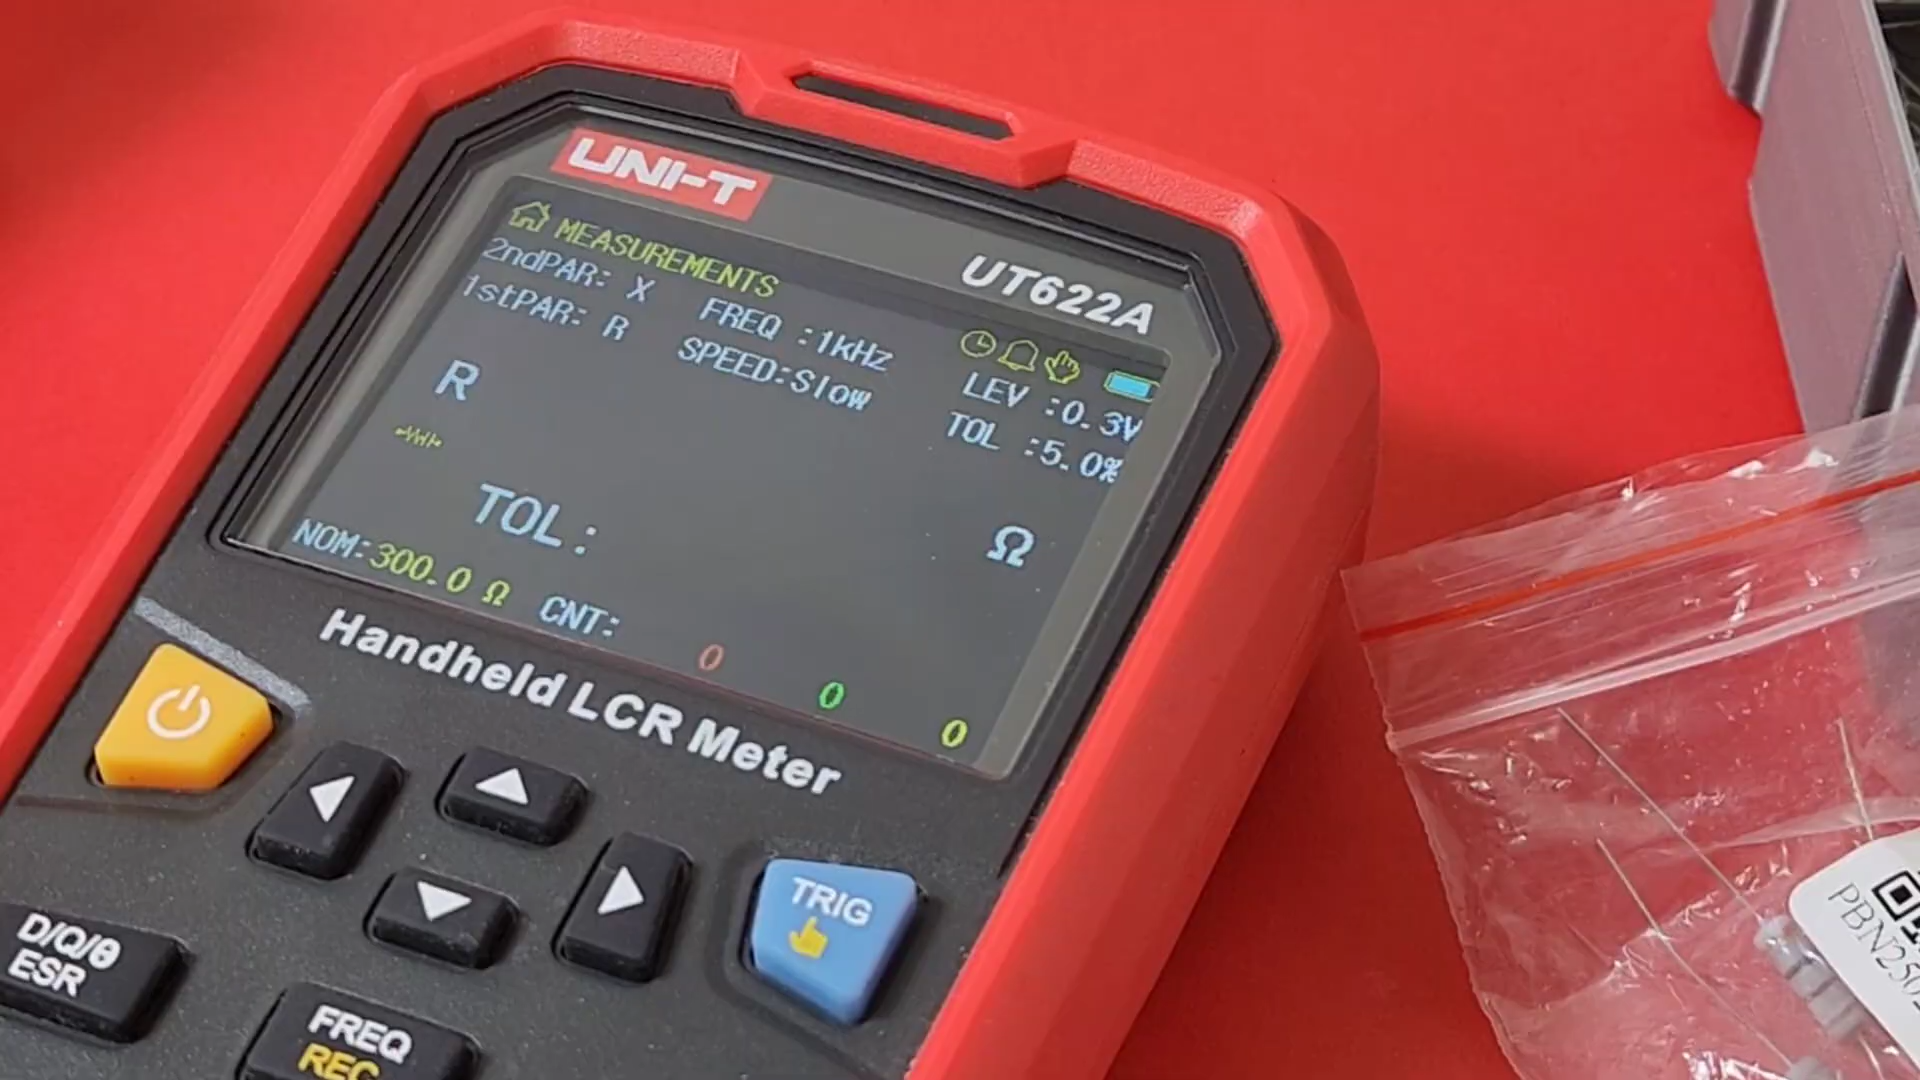 UNI-T
UT622A
MEASUREMENTS
2ndPAR: X FREQ :1kHz LEV :0.3V
1stPAR: R SPEED:Slow TOL :5.0%
R
TOL: Ω
NOM:300.0 Ω CNT: 0 0 0
Handheld LCR Meter
TRIG
D/Q/θ
ESR
FREQ
REC